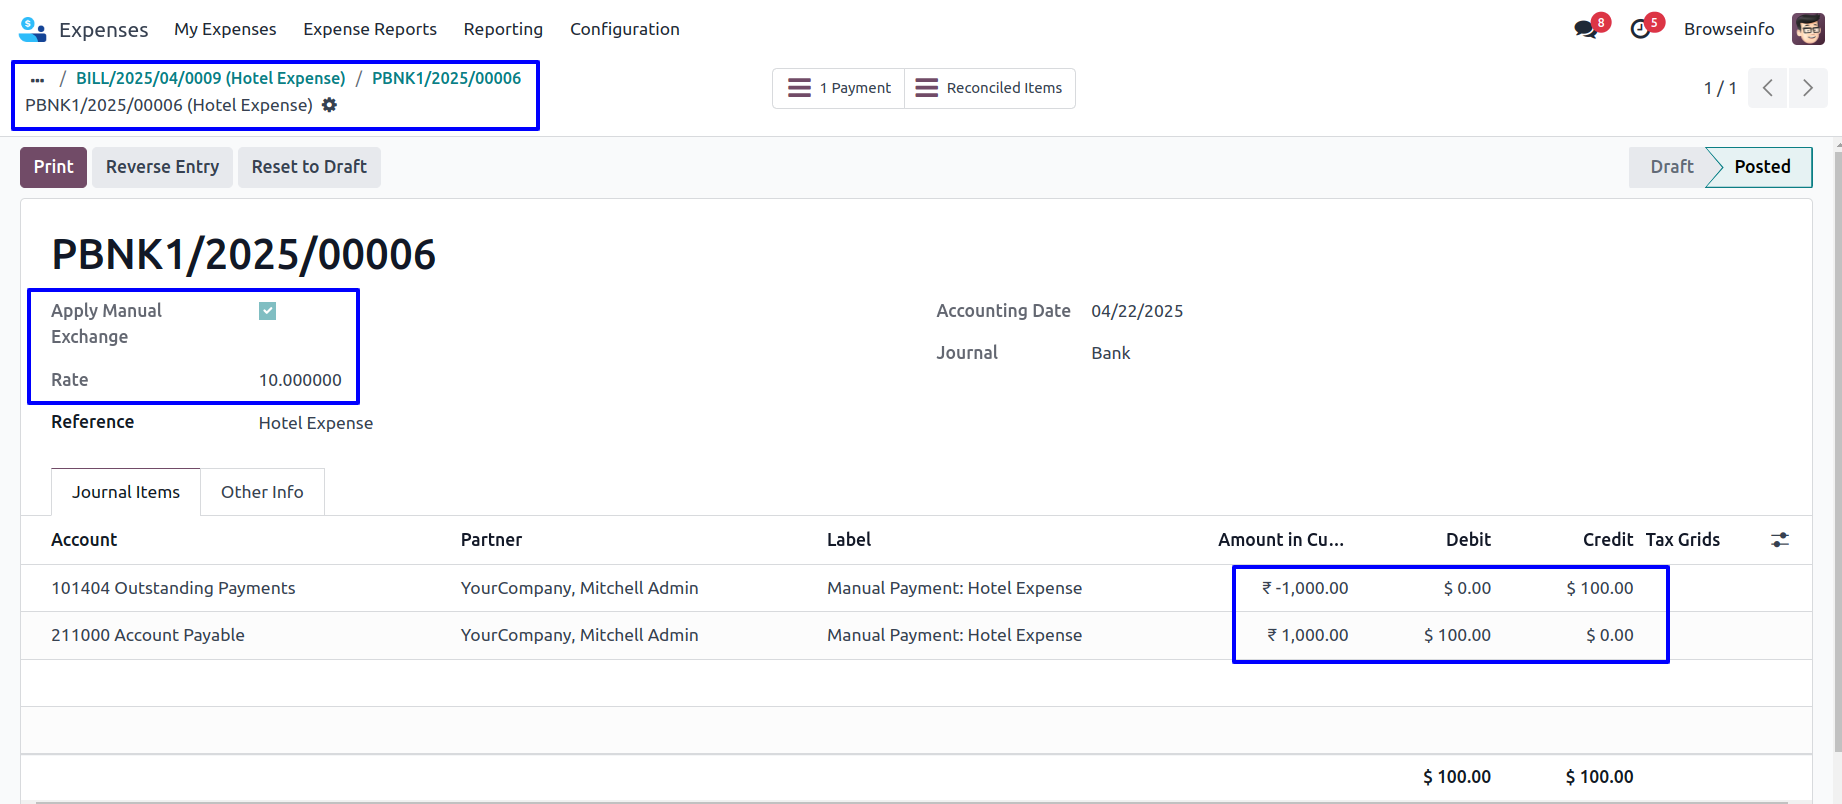 Expenses My Expenses Expense Reports Reporting Configuration 8 5 Browseinfo
... / BILL/2025/04/0009 (Hotel Expense) / PBNK1/2025/00006
PBNK1/2025/00006 (Hotel Expense)
1 Payment Reconciled Items
1 / 1
Print Reverse Entry Reset to Draft Draft Posted
PBNK1/2025/00006
Apply Manual
Exchange
Rate 10.000000
Reference Hotel Expense
Accounting Date 04/22/2025
Journal Bank
Journal Items Other Info
Account Partner Label Amount in Cu... Debit Credit Tax Grids
101404 Outstanding Payments YourCompany, Mitchell Admin Manual Payment: Hotel Expense ₹ -1,000.00 $ 0.00 $ 100.00
211000 Account Payable YourCompany, Mitchell Admin Manual Payment: Hotel Expense ₹ 1,000.00 $ 100.00 $ 0.00
$ 100.00 $ 100.00